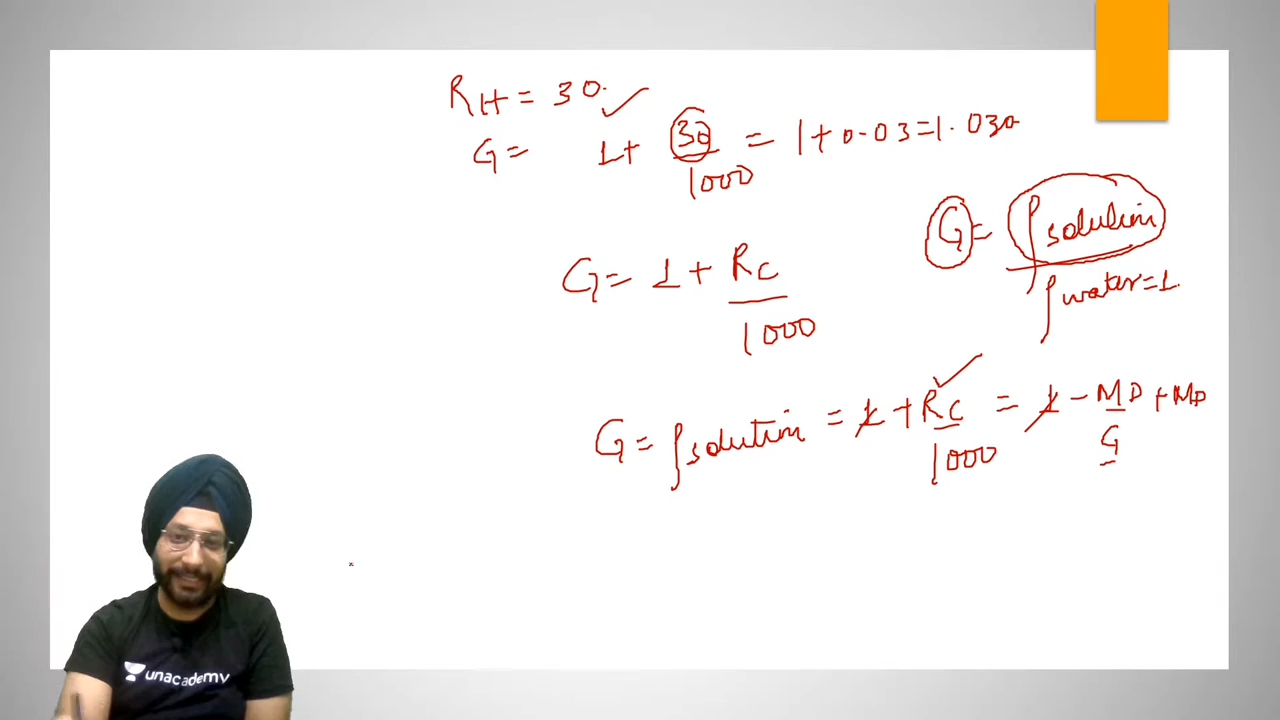 RH = 30.
G = 1 + 30/1000 = 1 + 0.03 = 1.030
G = ρsolution / ρwater = 1.
G = 1 + Rc/1000
G = ρsolution = 1 + Rc/1000 = 1 - MD/G + MD
unacademy